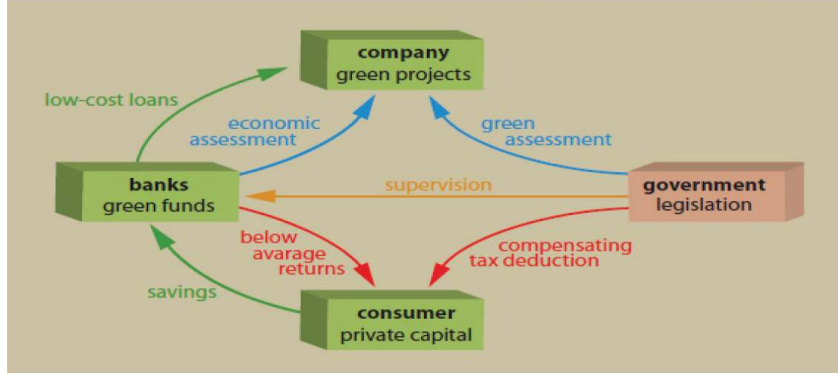 company
green projects
low-cost loans
economic
assessment
green
assessment
banks
green funds
supervision
government
legislation
below
avarage
returns
compensating
tax deduction
savings
consumer
private capital